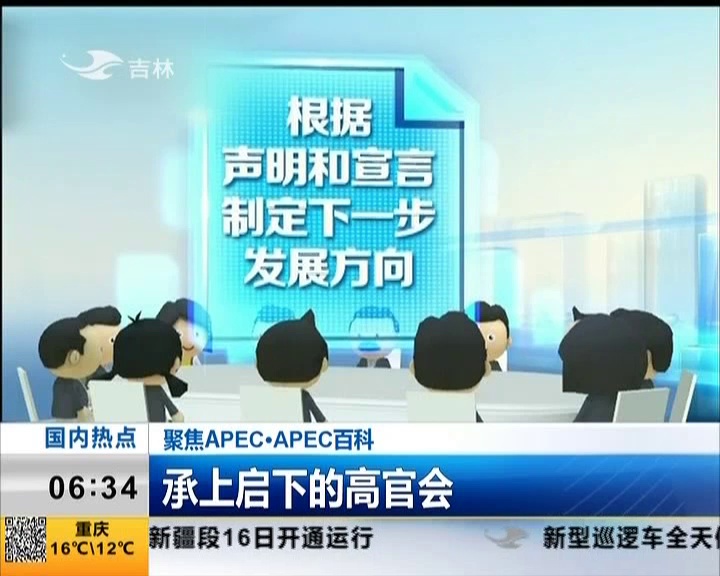 吉林
根据
声明和宣言
制定下一步
发展方向
国内热点
聚焦APEC·APEC百科
06:34
承上启下的高官会
重庆
16℃\12℃
新疆段16日开通运行
新型巡逻车全天